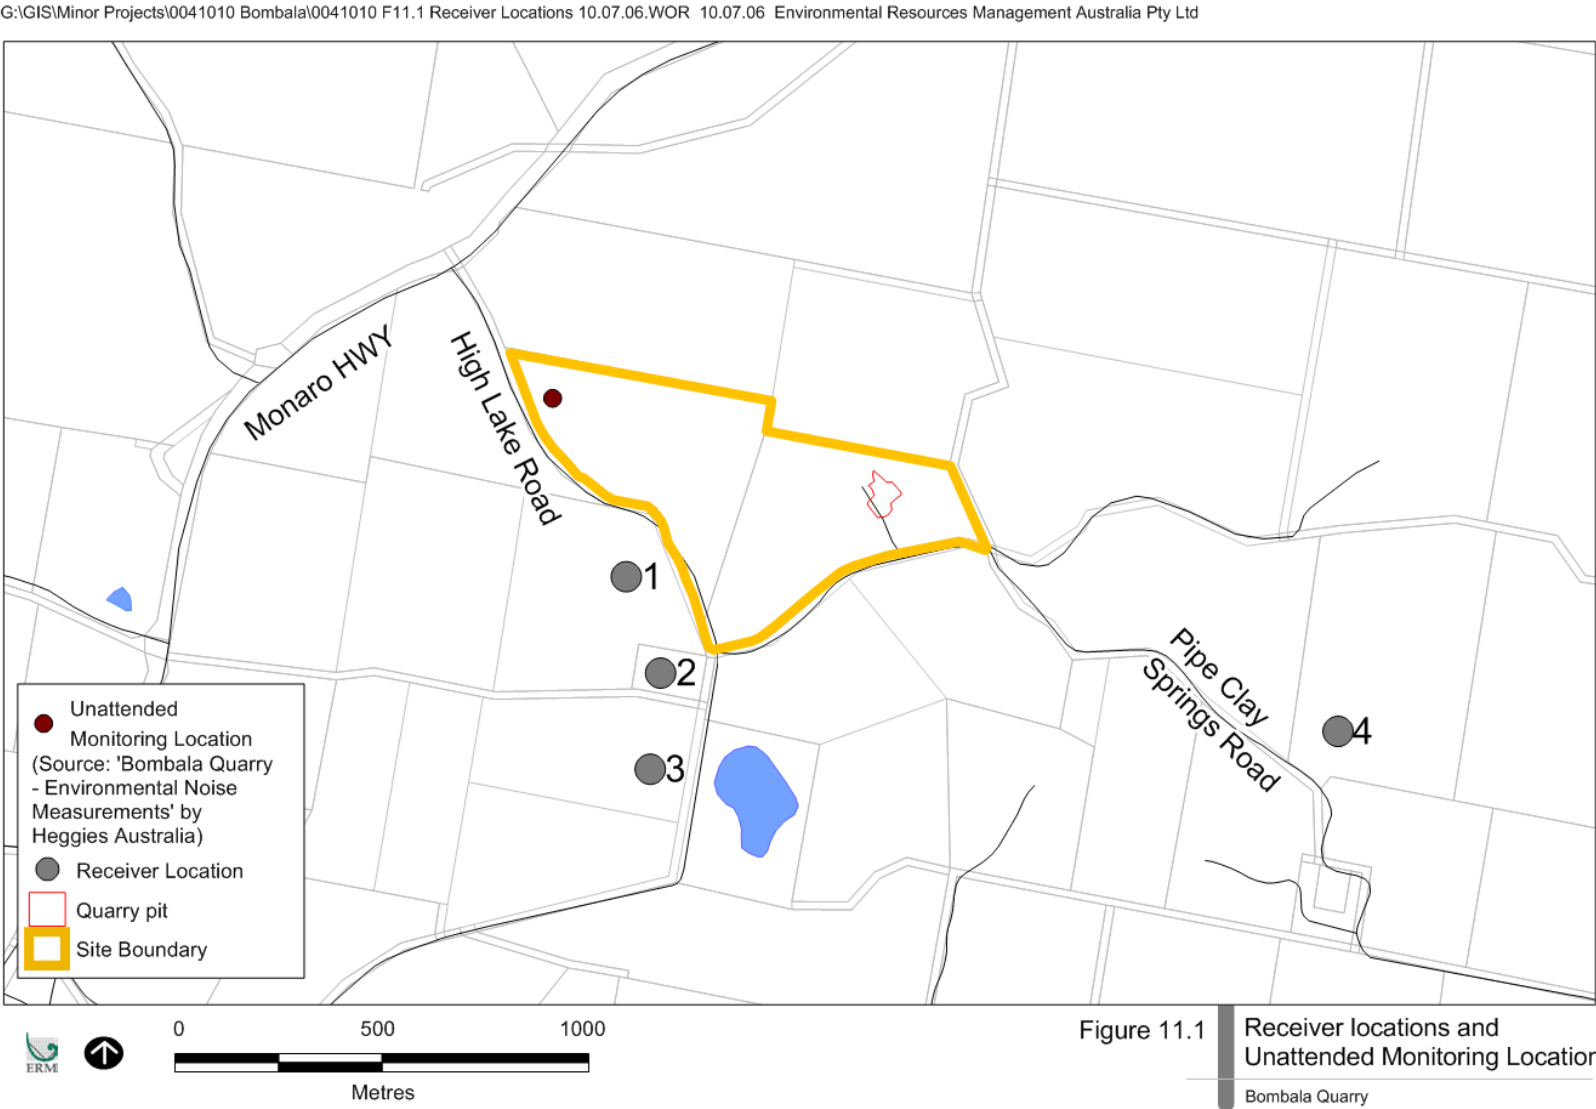 G:\GIS\Minor Projects\0041010 Bombala\0041010 F11.1 Receiver Locations 10.07.06.WOR 10.07.06 Environmental Resources Management Australia Pty Ltd
Monaro HWY
High Lake Road
1
2
3
4
Pipe Clay
Springs Road
Unattended
Monitoring Location
(Source: 'Bombala Quarry
- Environmental Noise
Measurements' by
Heggies Australia)
Receiver Location
Quarry pit
Site Boundary
ERM
0 500 1000
Metres
Figure 11.1
Receiver locations and
Unattended Monitoring Location
Bombala Quarry